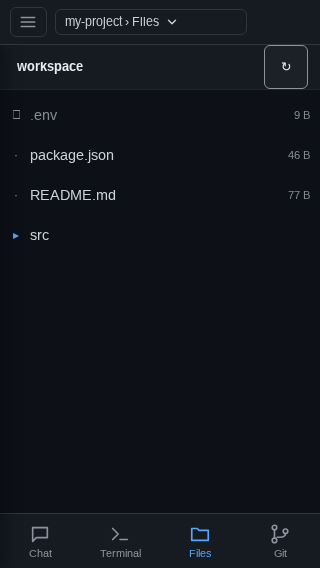 my-project › FIles
workspace
.env 9 B
package.json 46 B
README.md 77 B
src
Chat Terminal Files Git